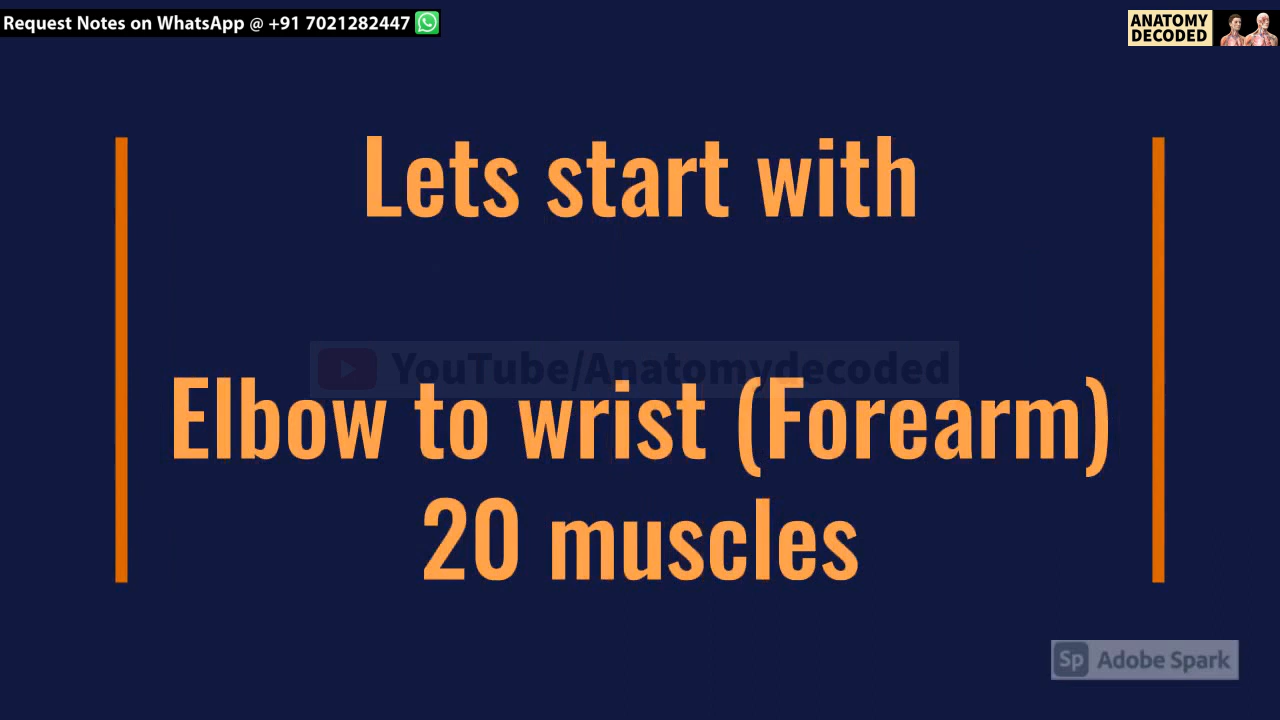 Request Notes on WhatsApp @ +91 7021282447
ANATOMY
DECODED
Lets start with
YouTube/Anatomydecoded
Elbow to wrist (Forearm)
20 muscles
Sp Adobe Spark